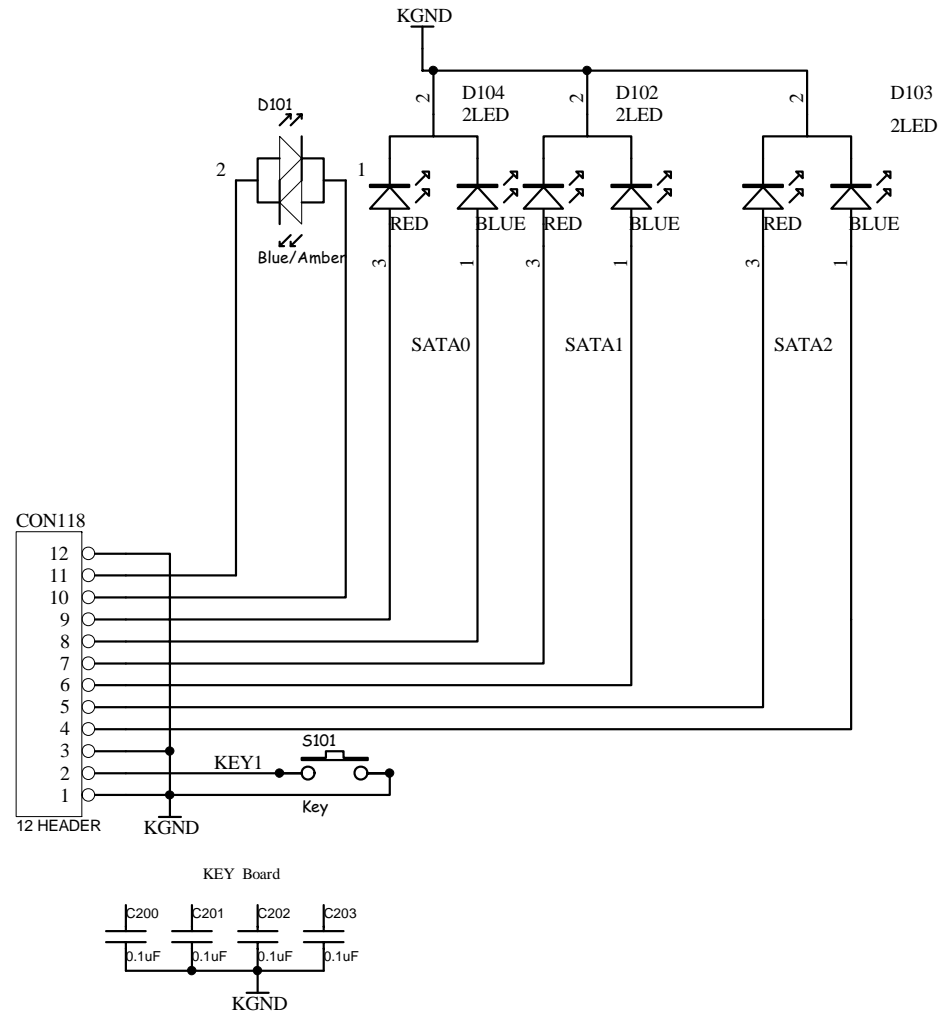 KGND
D104
2LED
D102
2LED
D103
2LED
2
2
2
D101
2
1
RED
BLUE
RED
BLUE
RED
BLUE
Blue/Amber
3
1
3
1
3
1
SATA0
SATA1
SATA2
CON118
12
11
10
9
8
7
6
5
4
3
2
1
KEY1
S101
Key
12 HEADER
KGND
KEY Board
C200
C201
C202
C203
0.1uF
0.1uF
0.1uF
0.1uF
KGND